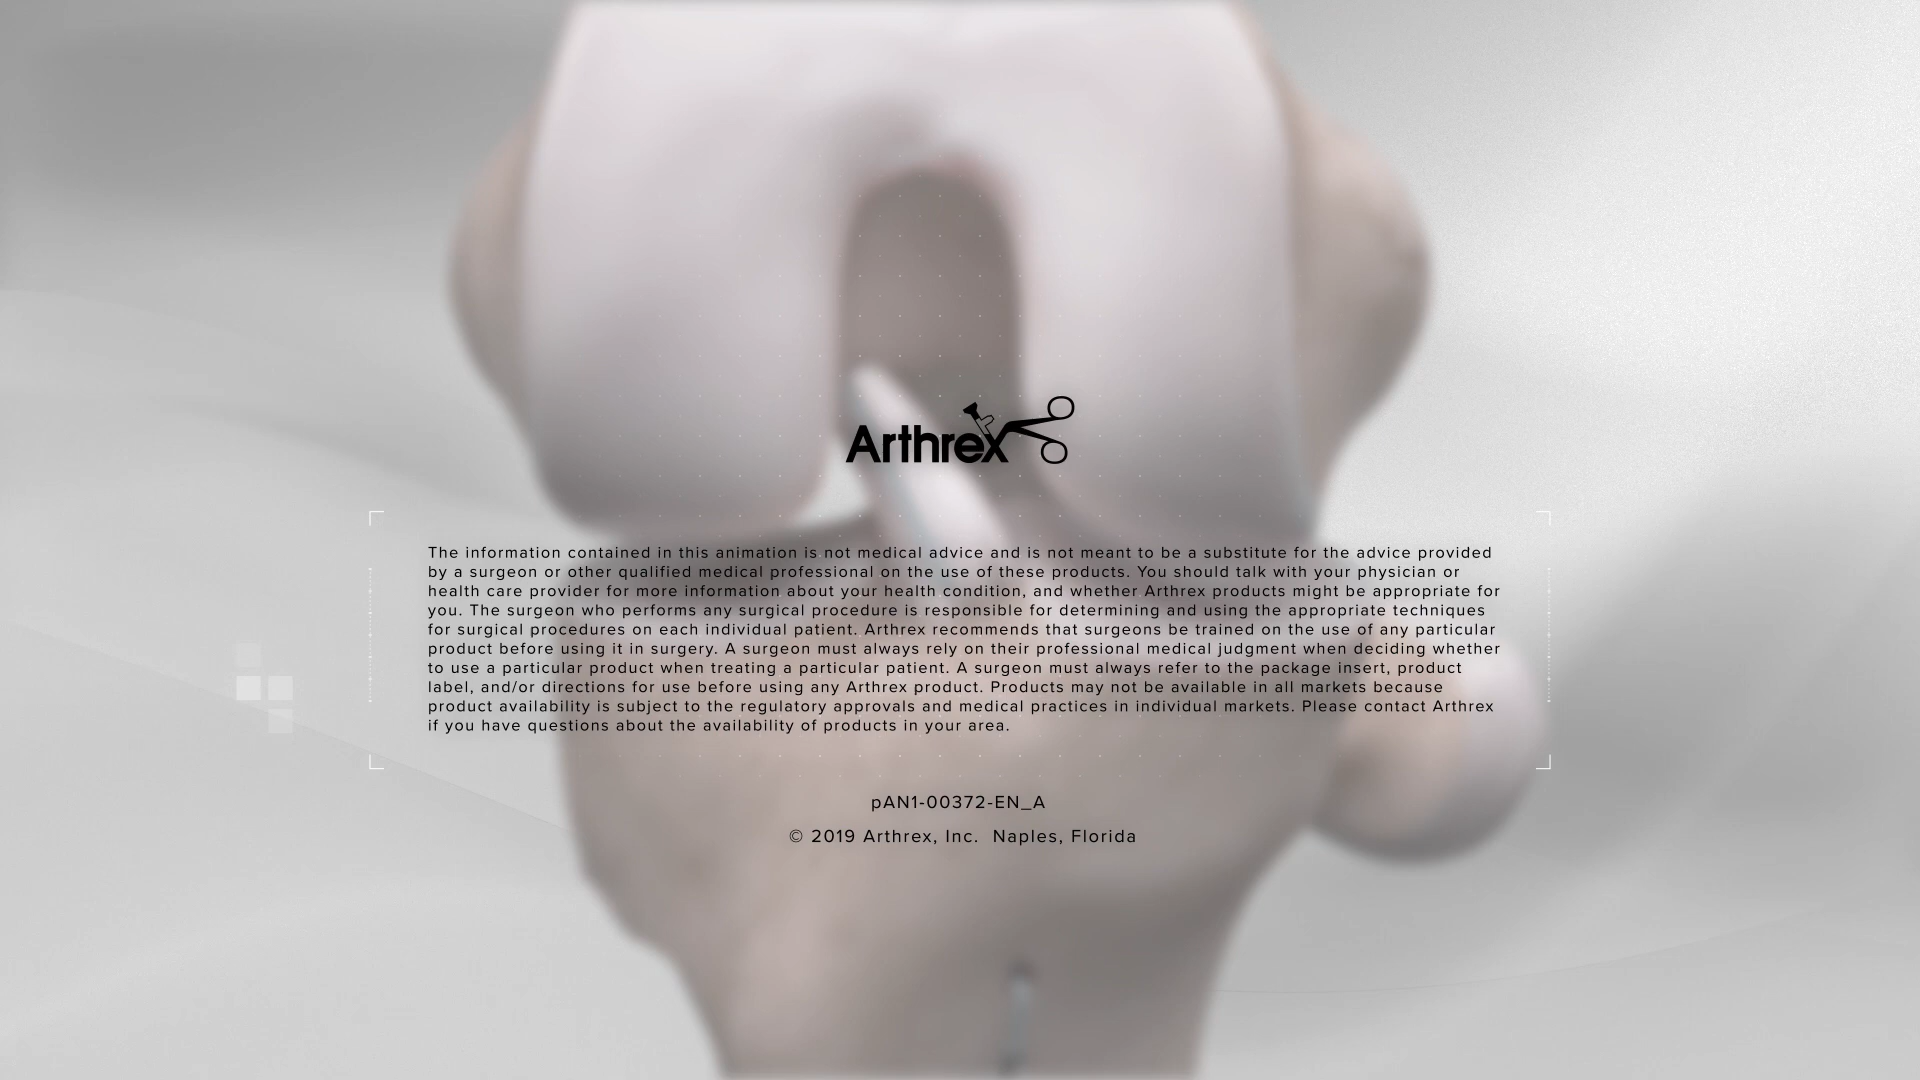 Arthrex
The information contained in this animation is not medical advice and is not meant to be a substitute for the advice provided
by a surgeon or other qualified medical professional on the use of these products. You should talk with your physician or
health care provider for more information about your health condition, and whether Arthrex products might be appropriate for
you. The surgeon who performs any surgical procedure is responsible for determining and using the appropriate techniques
for surgical procedures on each individual patient. Arthrex recommends that surgeons be trained on the use of any particular
product before using it in surgery. A surgeon must always rely on their professional medical judgment when deciding whether
to use a particular product when treating a particular patient. A surgeon must always refer to the package insert, product
label, and/or directions for use before using any Arthrex product. Products may not be available in all markets because
product availability is subject to the regulatory approvals and medical practices in individual markets. Please contact Arthrex
if you have questions about the availability of products in your area.
pAN1-00372-EN_A
© 2019 Arthrex, Inc.  Naples, Florida